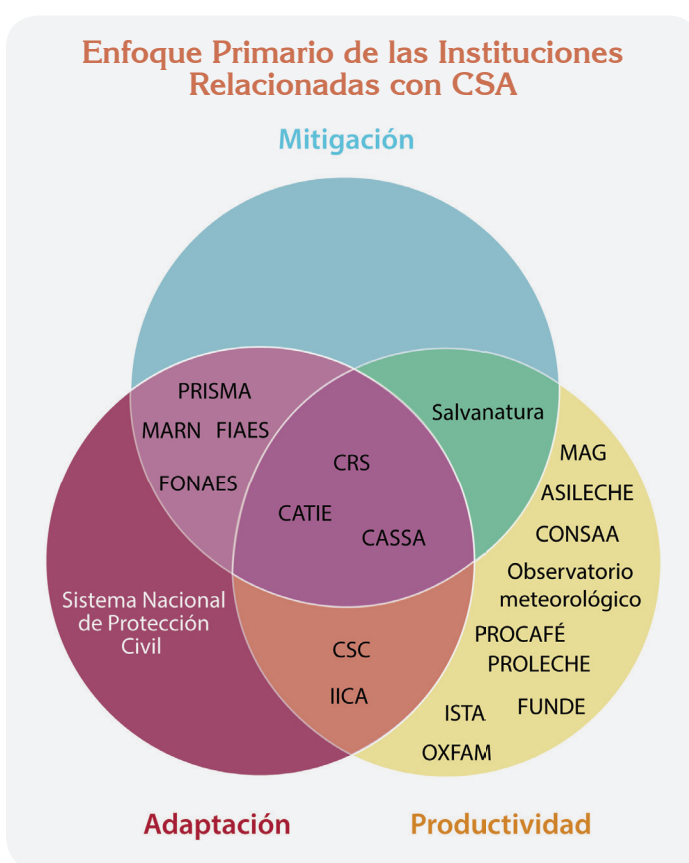 Enfoque Primario de las Instituciones
Relacionadas con CSA
Mitigación
PRISMA
MARN FIAES
FONAES
Salvanatura
CRS
CATIE
CASSA
MAG
ASILECHE
CONSAA
Observatorio
meteorológico
PROCAFÉ
PROLECHE
ISTA
FUNDE
OXFAM
Sistema Nacional
de Protección
Civil
CSC
IICA
Adaptación
Productividad